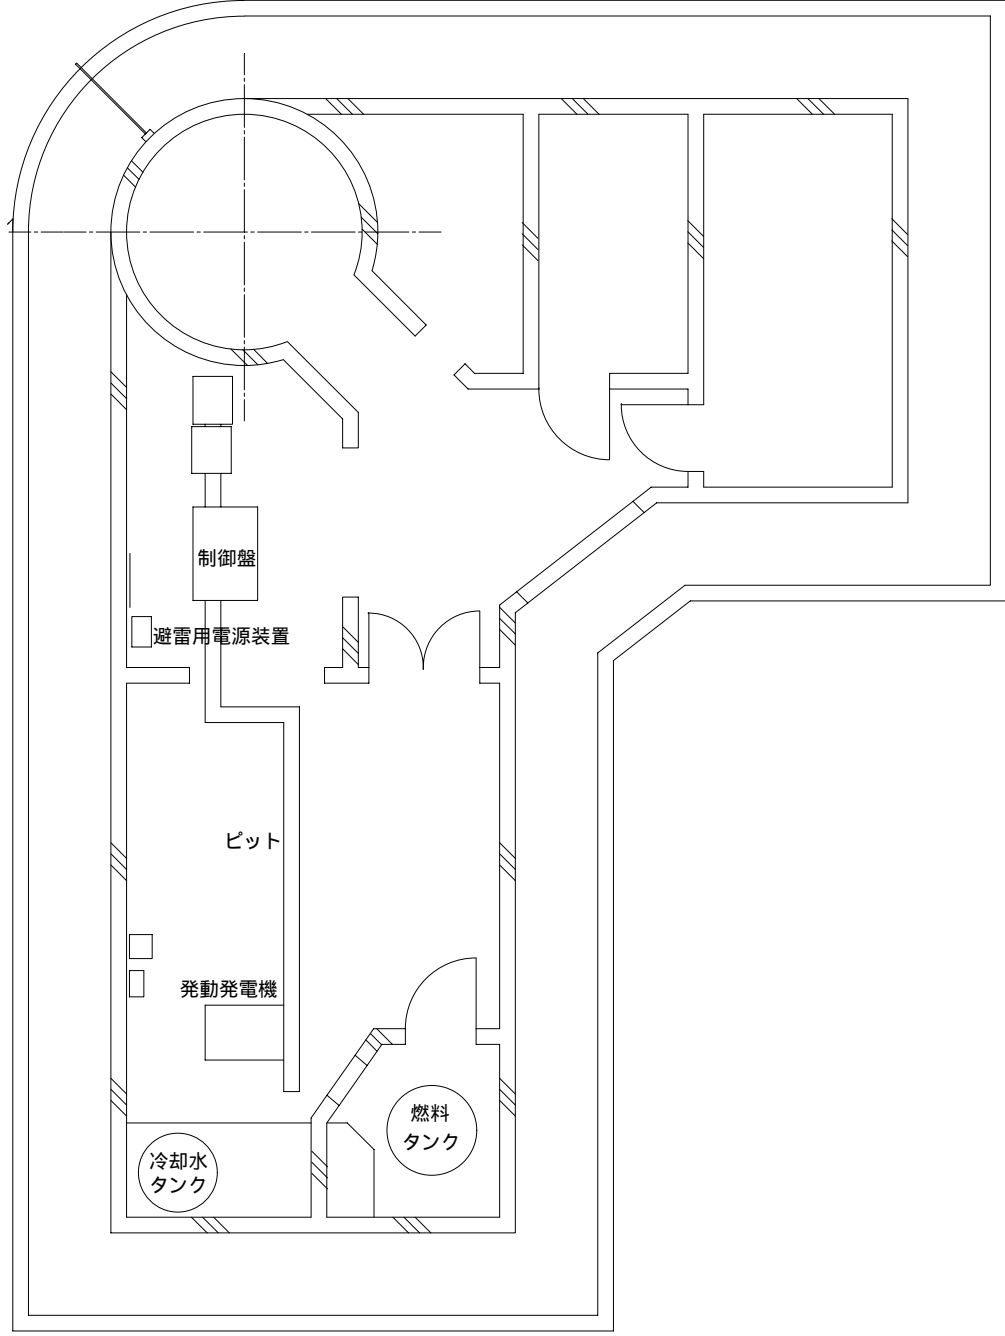 制御盤
避雷用電源装置
ピット
発動発電機
燃料
タンク
冷却水
タンク